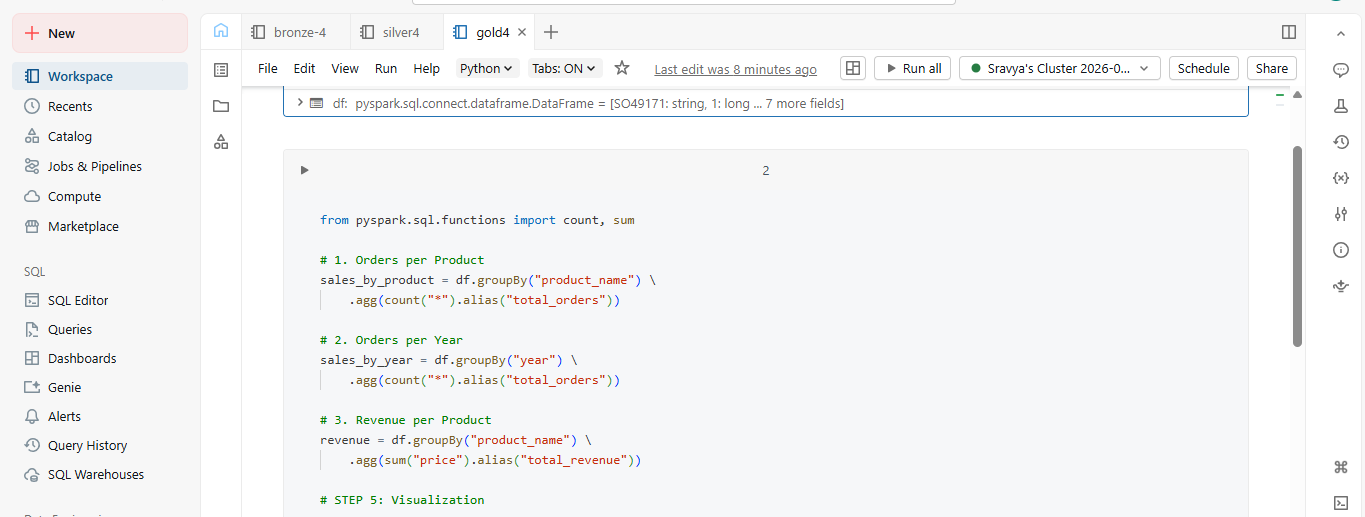 New
Workspace
Recents
Catalog
Jobs & Pipelines
Compute
Marketplace
SQL
SQL Editor
Queries
Dashboards
Genie
Alerts
Query History
SQL Warehouses
bronze-4
silver4
gold4
File Edit View Run Help Python Tabs: ON Last edit was 8 minutes ago Run all Sravya's Cluster 2026-0... Schedule Share
df: pyspark.sql.connect.dataframe.DataFrame = [SO49171: string, 1: long ... 7 more fields]
2
from pyspark.sql.functions import count, sum
# 1. Orders per Product
sales_by_product = df.groupBy("product_name") \
.agg(count("*").alias("total_orders"))
# 2. Orders per Year
sales_by_year = df.groupBy("year") \
.agg(count("*").alias("total_orders"))
# 3. Revenue per Product
revenue = df.groupBy("product_name") \
.agg(sum("price").alias("total_revenue"))
# STEP 5: Visualization